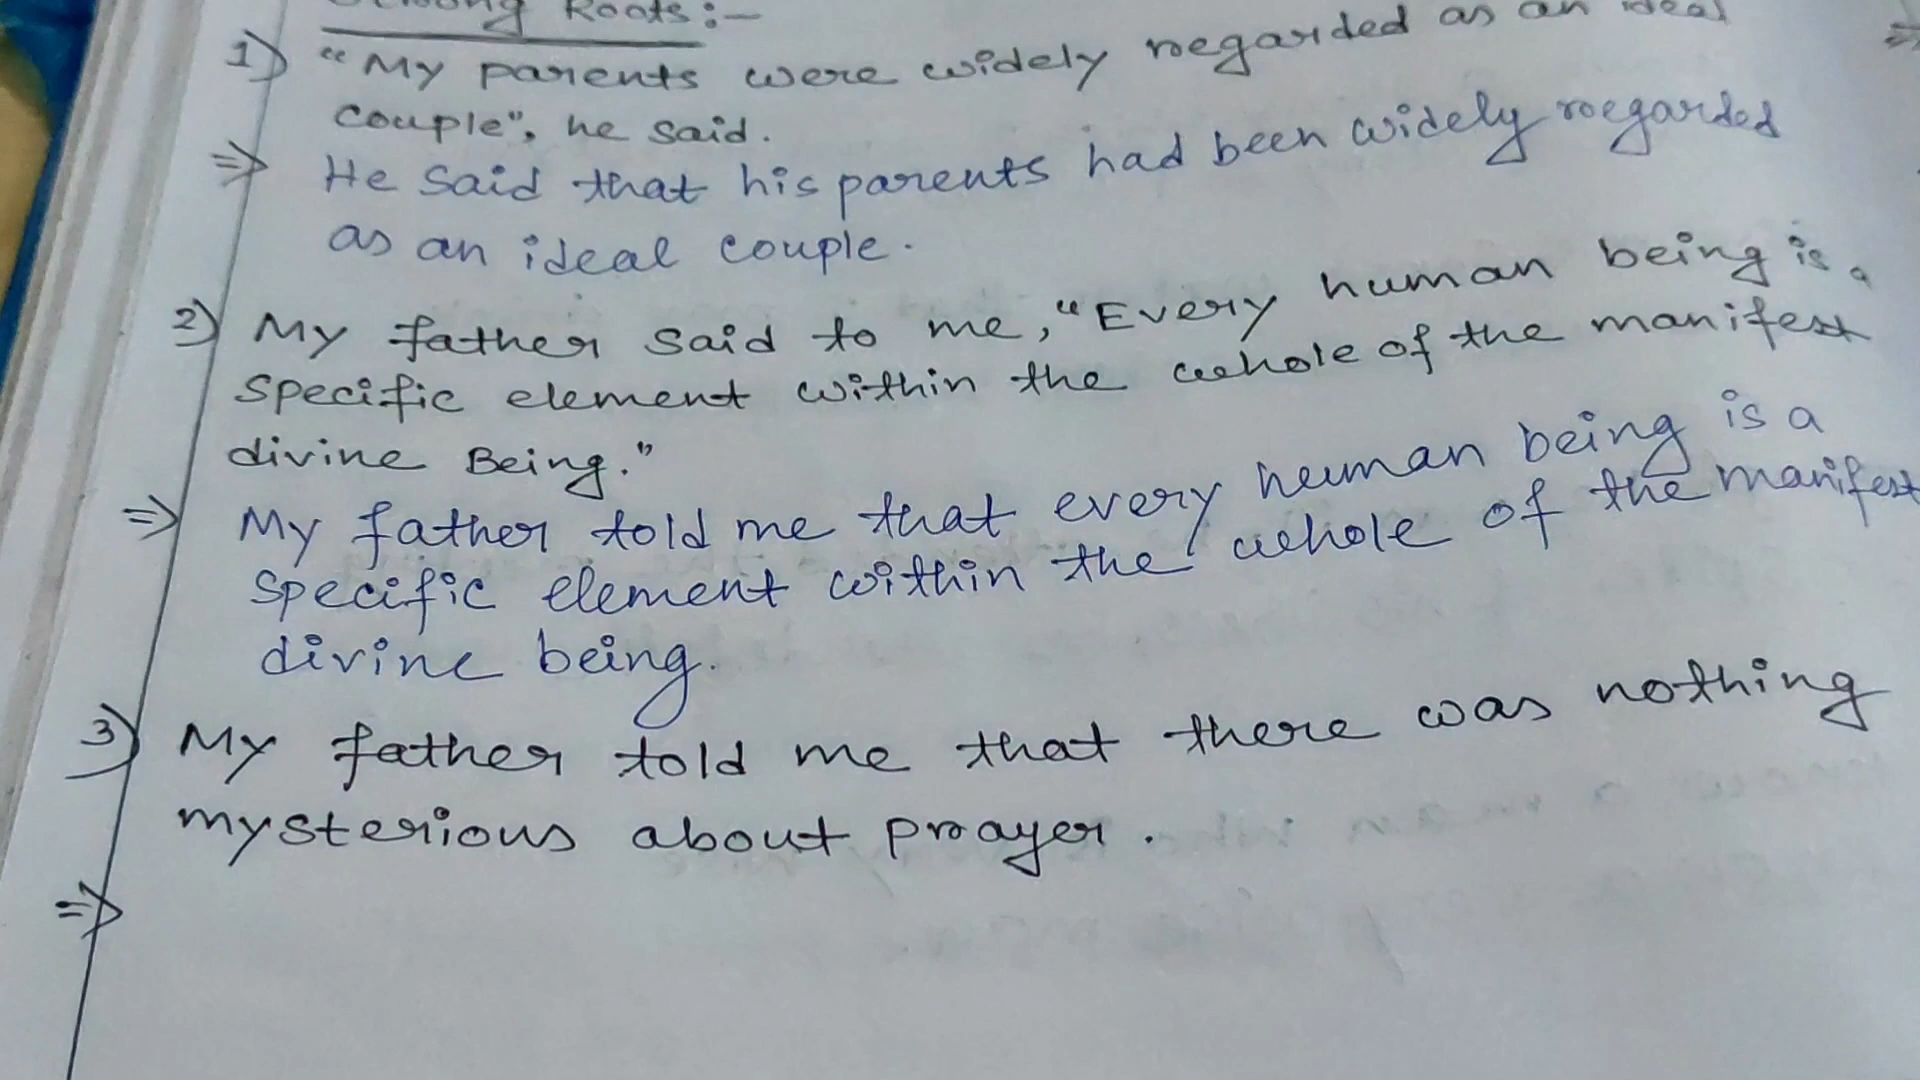 Strong Roots:-
1) "My parents were widely regarded as an ideal
couple", he said.
⇒ He said that his parents had been widely regarded
as an ideal couple.
2) My father said to me, "Every human being is a
specific element within the whole of the manifest
divine Being."
⇒ My father told me that every human being is a
specific element within the whole of the manifest
divine being.
3) My father told me that there was nothing
mysterious about prayer.
⇒